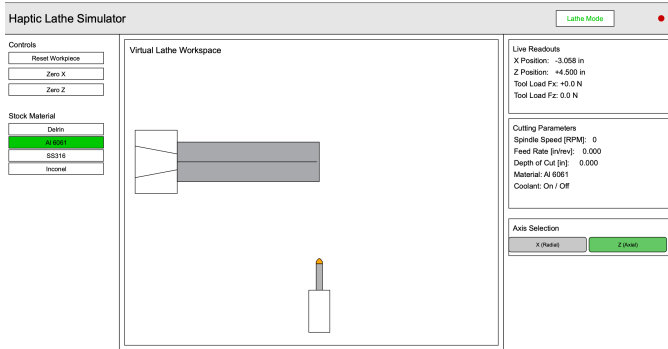 Haptic Lathe Simulator
Lathe Mode
Controls
Reset Workpiece
Zero X
Zero Z
Stock Material
Delrin
Al 6061
SS316
Inconel
Virtual Lathe Workspace
Live Readouts
X Position: -3.058 in
Z Position: +4.500 in
Tool Load Fx: +0.0 N
Tool Load Fz: 0.0 N
Cutting Parameters
Spindle Speed [RPM]: 0
Feed Rate [in/rev]: 0.000
Depth of Cut [in]: 0.000
Material: Al 6061
Coolant: On / Off
Axis Selection
X (Radial)
Z (Axial)